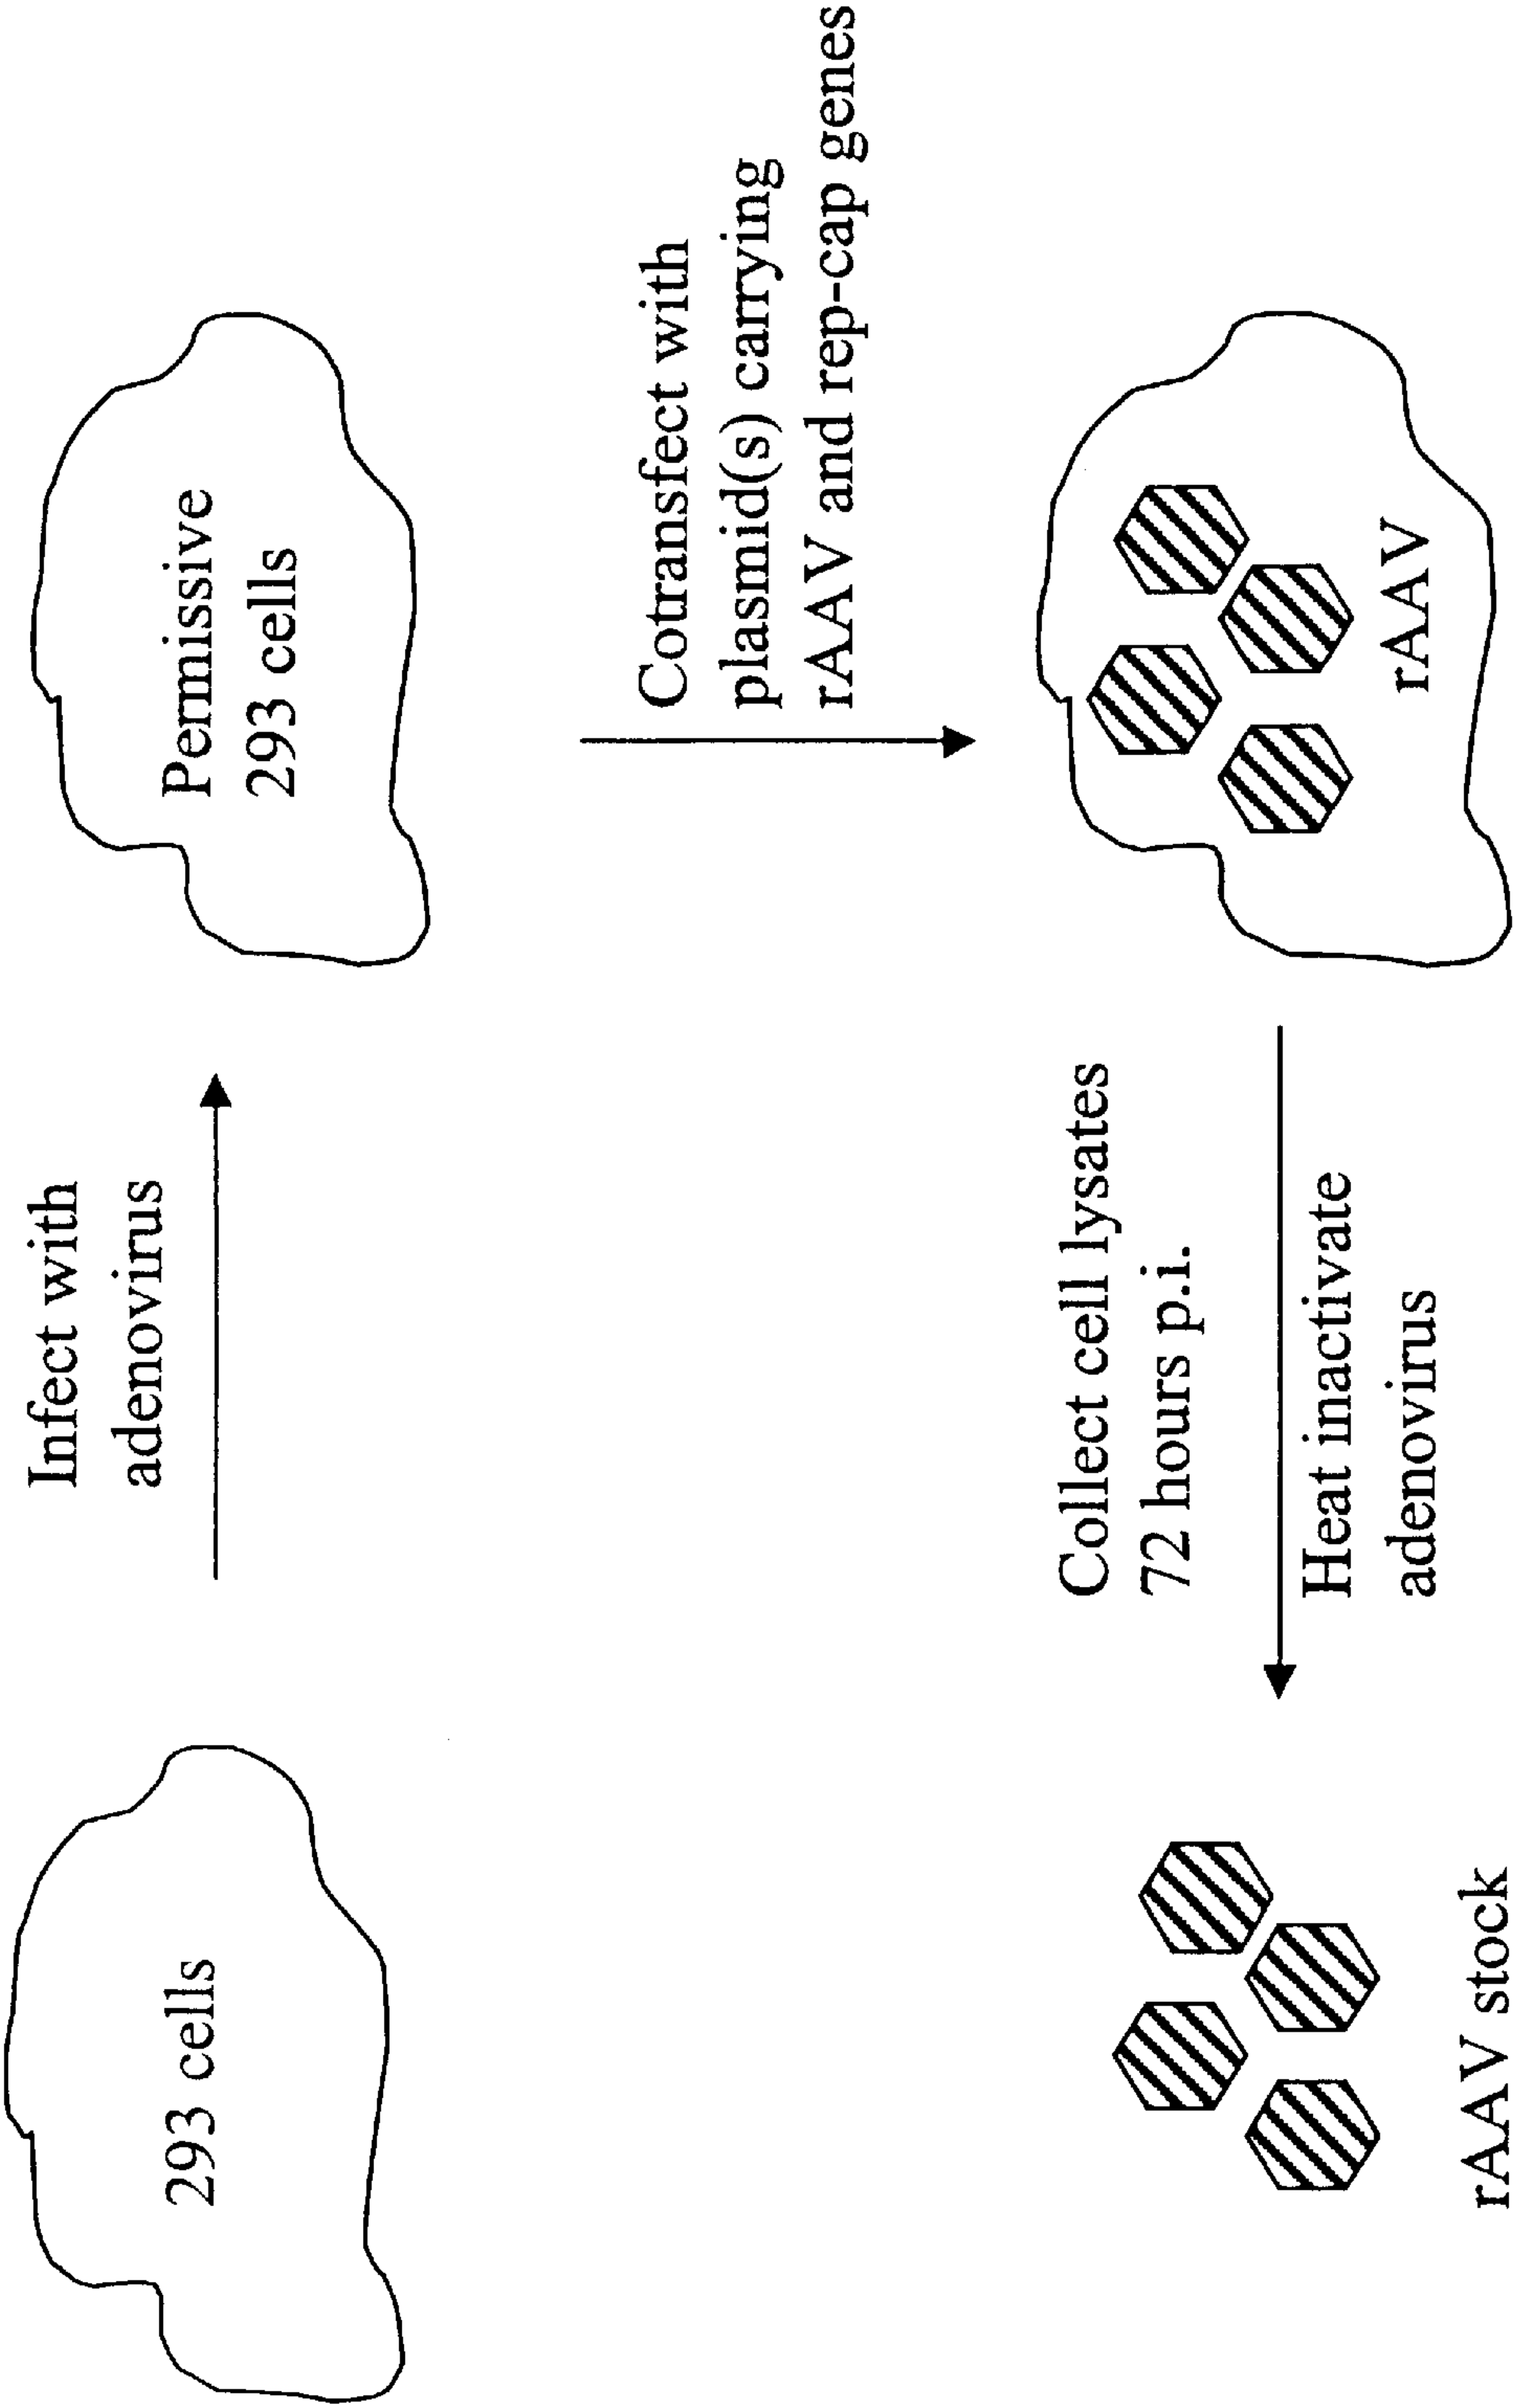 293 cells
Infect with
adenovirus
Permissive
293 cells
Cotransfect with
plasmid(s) carrying
rAAV and rep-cap genes
rAAV
Collect cell lysates
72 hours p.i.
Heat inactivate
adenovirus
rAAV stock